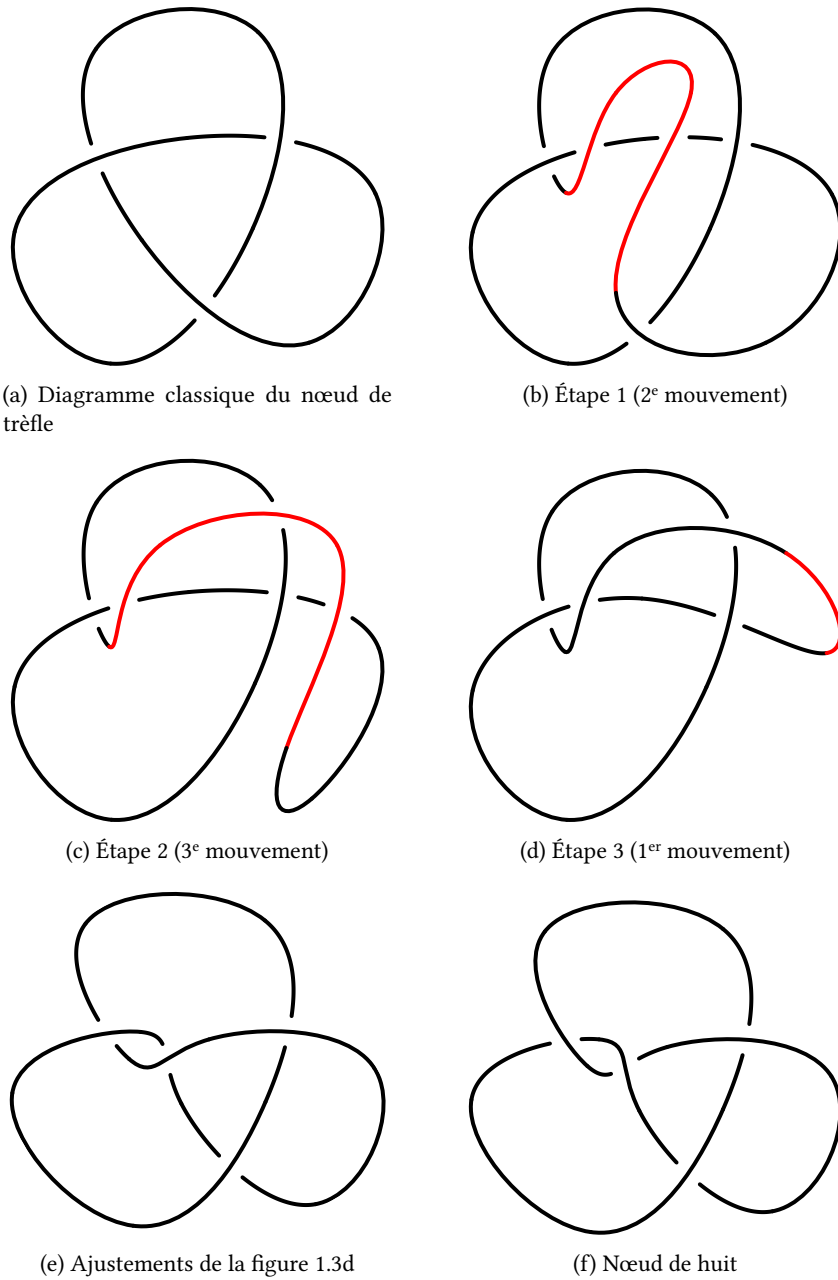 (a) Diagramme classique du nœud de
trèfle
(b) Étape 1 (2e mouvement)
(c) Étape 2 (3e mouvement)
(d) Étape 3 (1er mouvement)
(e) Ajustements de la figure 1.3d
(f) Nœud de huit